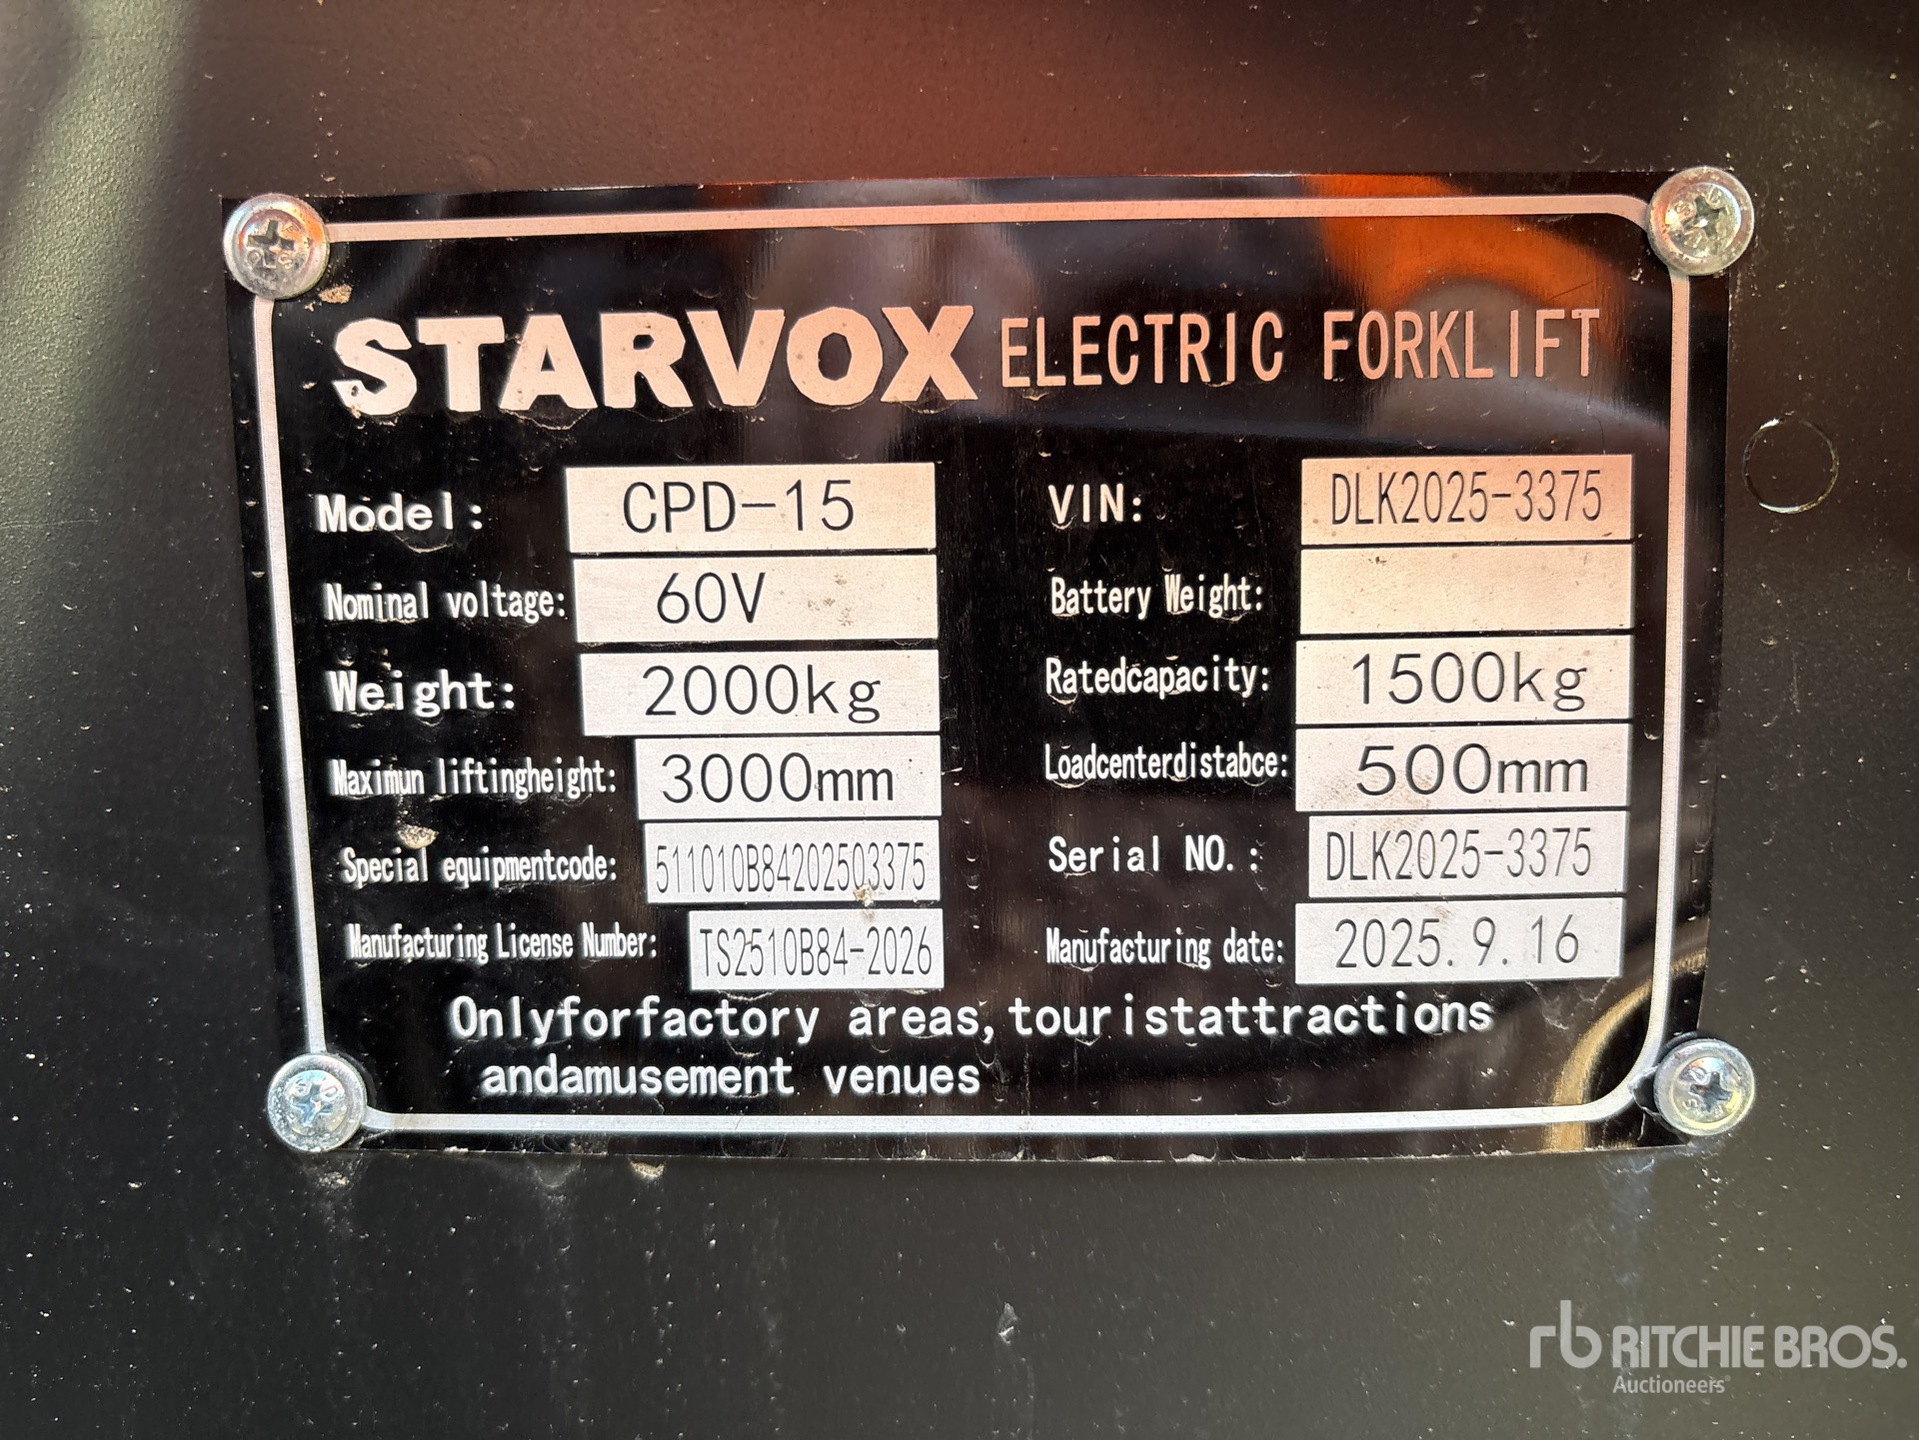 STARVOX ELECTRIC FORKLIFT
Model: CPD-15 VIN: DLK2025-3375
Nominal voltage: 60V Battery Weight:
Weight: 2000kg Ratedcapacity: 1500kg
Maximun liftingheight: 3000mm Loadcenterdistabce: 500mm
Special equipmentcode: 511010B84202503375 Serial NO.: DLK2025-3375
Manufacturing License Number: TS2510B84-2026 Manufacturing date: 2025.9.16
Onlyforfactory areas,touristattractions
andamusement venues
rb RITCHIE BROS.
Auctioneers